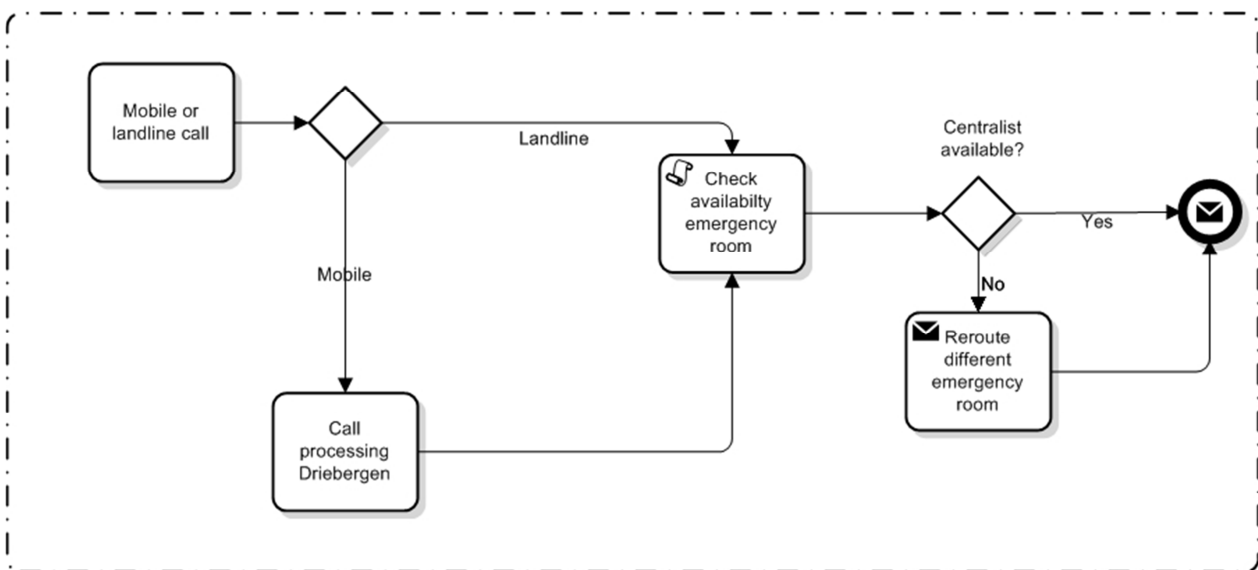 Mobile or
landline call
Landline
Mobile
Call
processing
Driebergen
Check
availabilty
emergency
room
Centralist
available?
Yes
No
Reroute
different
emergency
room